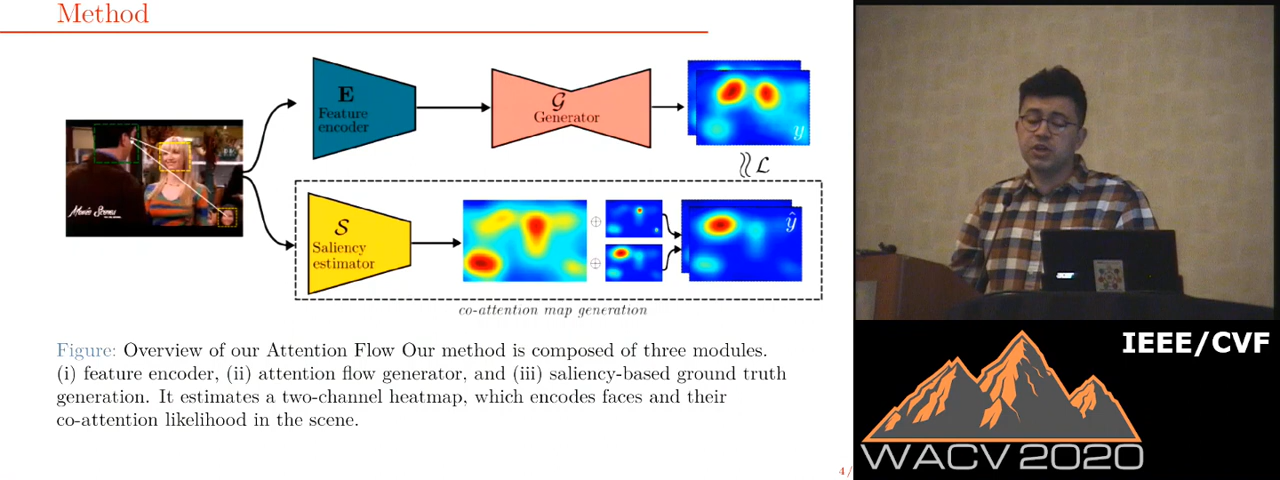 Method
E
Feature
encoder
G
Generator
y
L
S
Saliency
estimator
⊕
⊕
ŷ
co-attention map generation
Movie Scenes
Figure: Overview of our Attention Flow Our method is composed of three modules.
(i) feature encoder, (ii) attention flow generator, and (iii) saliency-based ground truth
generation. It estimates a two-channel heatmap, which encodes faces and their
co-attention likelihood in the scene.
4/
acer
IEEE/CVF
WACV 2020